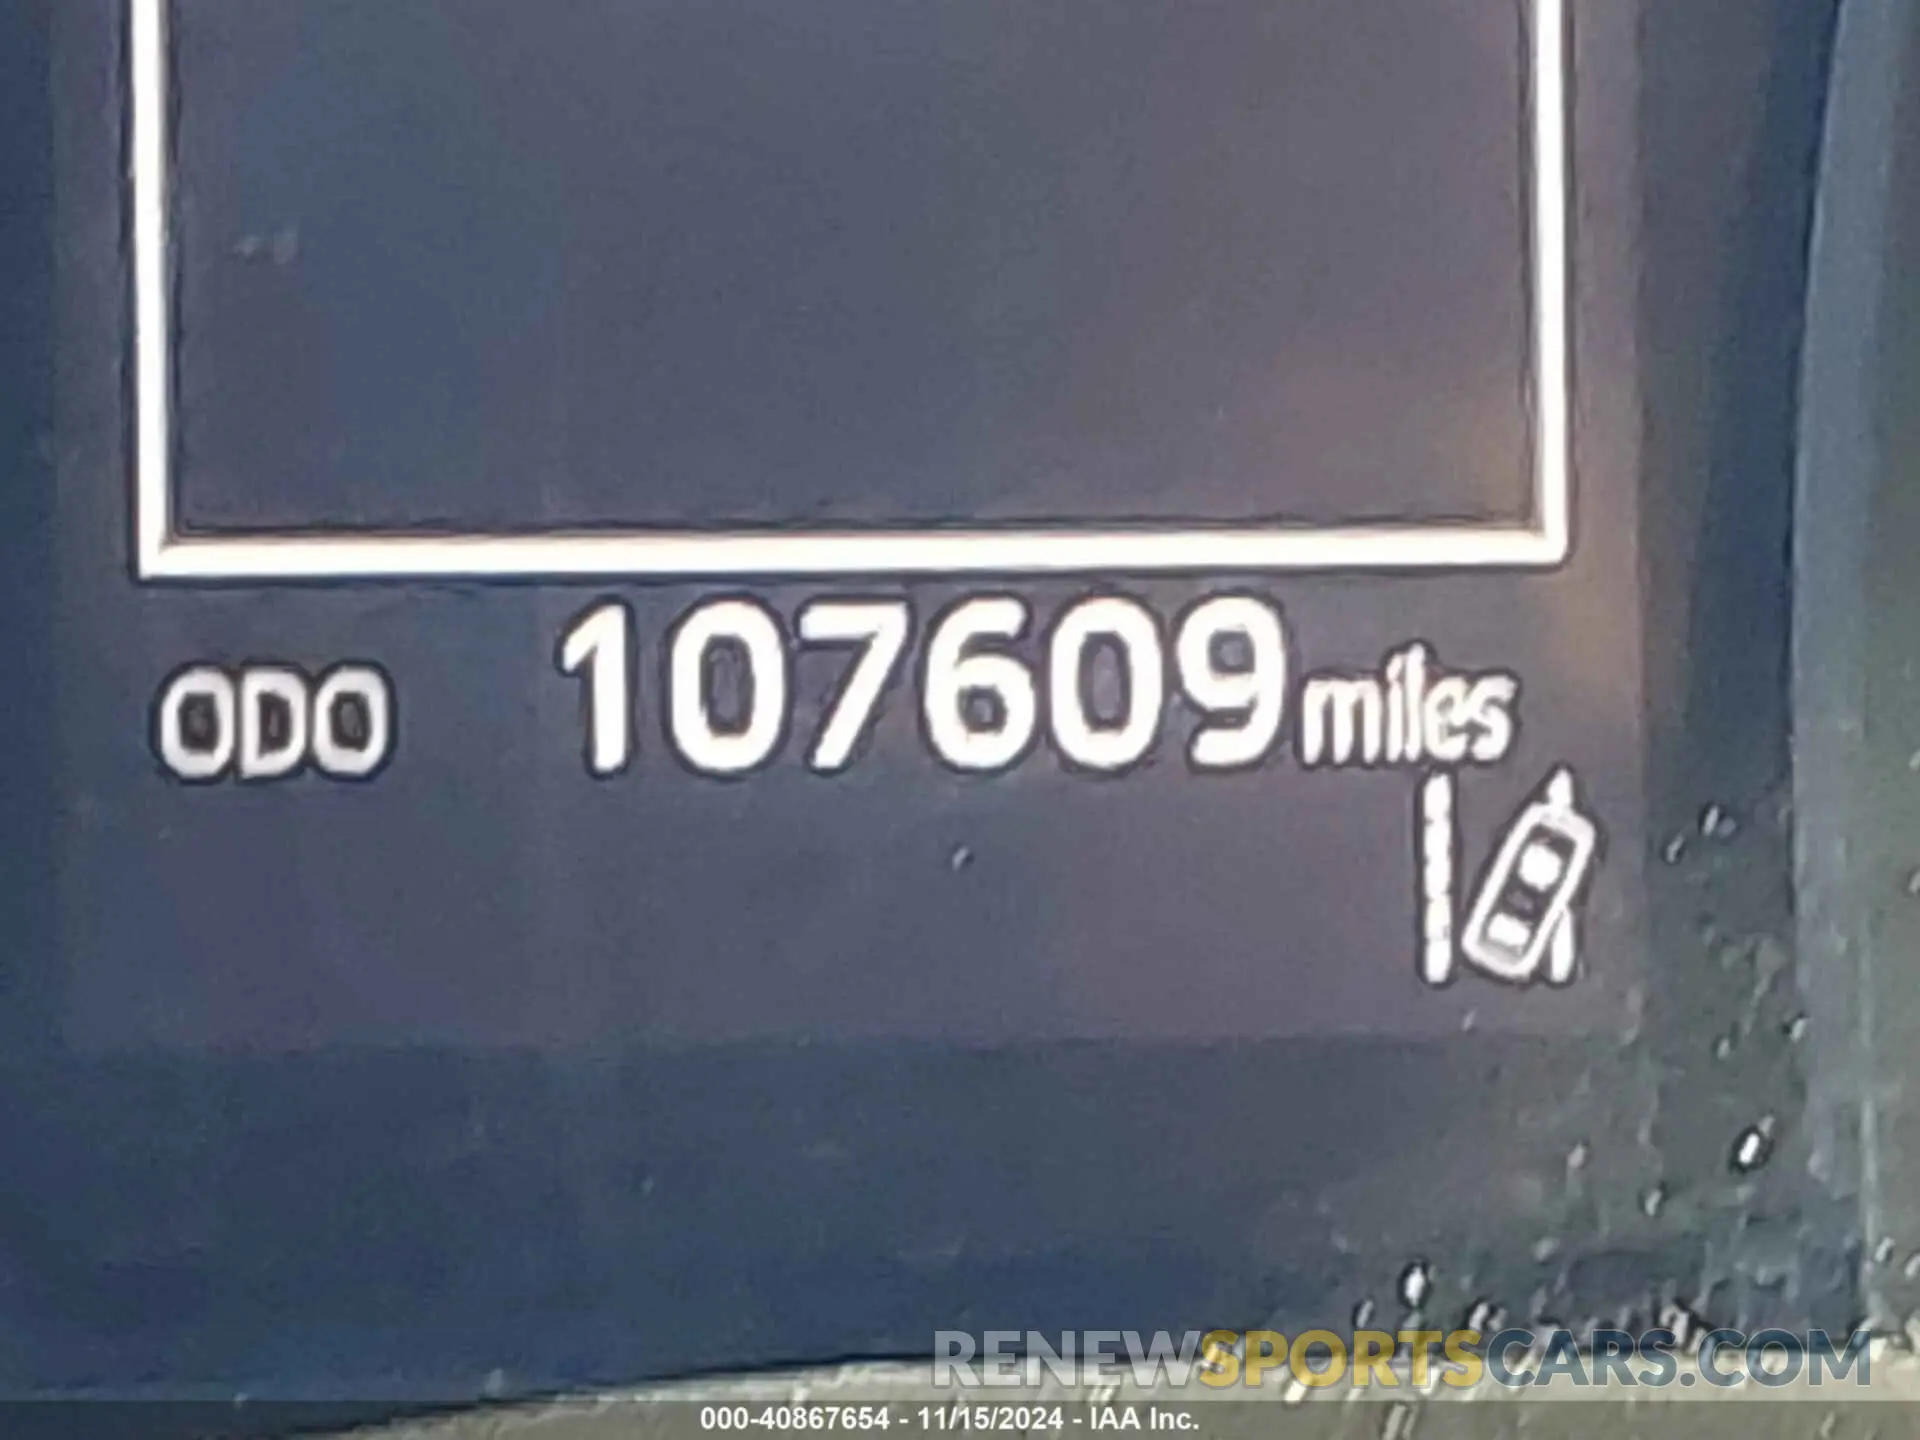 ODO 107609 miles
RENEWSPORTSCARS.COM
000-40867654 - 11/15/2024 - IAA Inc.